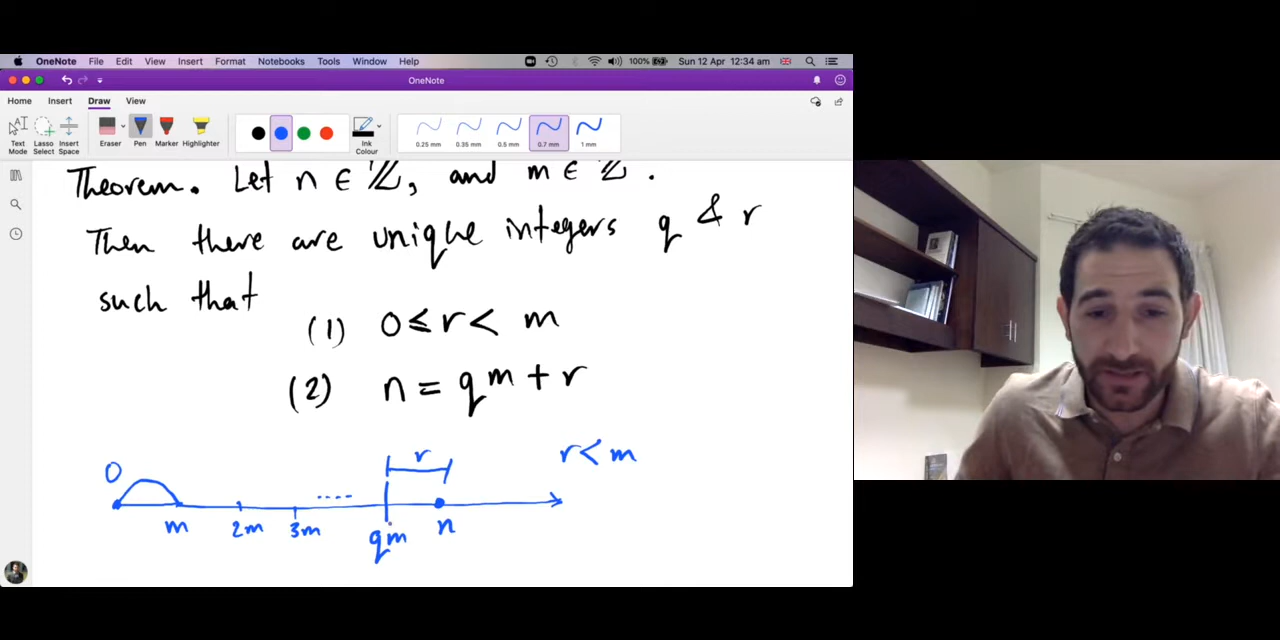 OneNote File Edit View Insert Format Notebooks Tools Window Help 100% Sun 12 Apr 12:34 am
OneNote
Home Insert Draw View
Text Mode
Lasso Select
Insert Space
Eraser
Pen
Marker
Highlighter
Ink Colour
0.25 mm
0.35 mm
0.5 mm
0.7 mm
1 mm
Theorem. Let n ∈ ℤ, and m ∈ ℤ.
Then there are unique integers q & r
such that
(1) 0 ≤ r < m
(2) n = qm + r
r
r < m
0
....
m 2m 3m qm n